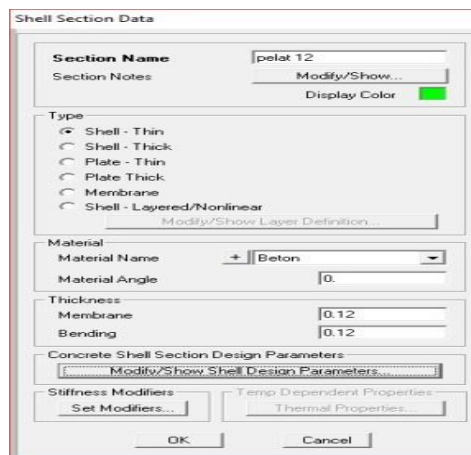 Shell Section Data
Section Name pelat 12
Section Notes Modify/Show...
Display Color
Type
Shell - Thin
Shell - Thick
Plate - Thin
Plate Thick
Membrane
Shell - Layered/Nonlinear
Modify/Show Layer Definition...
Material
Material Name + Beton
Material Angle 0.
Thickness
Membrane 0.12
Bending 0.12
Concrete Shell Section Design Parameters
Modify/Show Shell Design Parameters...
Stiffness Modifiers Temp Dependent Properties
Set Modifiers... Thermal Properties...
OK Cancel